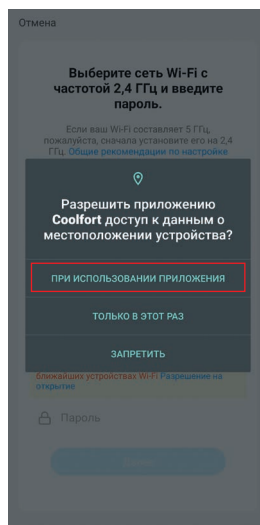 Отмена
Выберите сеть Wi-Fi с
частотой 2,4 ГГц и введите
пароль.
Если ваш Wi-Fi составляет 5 ГГц,
пожалуйста, сначала установите его на 2,4
ГГц. Общие рекомендации по настройке
Разрешить приложению
Coolfort доступ к данным о
местоположении устройства?
ПРИ ИСПОЛЬЗОВАНИИ ПРИЛОЖЕНИЯ
ТОЛЬКО В ЭТОТ РАЗ
ЗАПРЕТИТЬ
ближайших устройствах Wi-Fi Разрешение на
открытие
Пароль